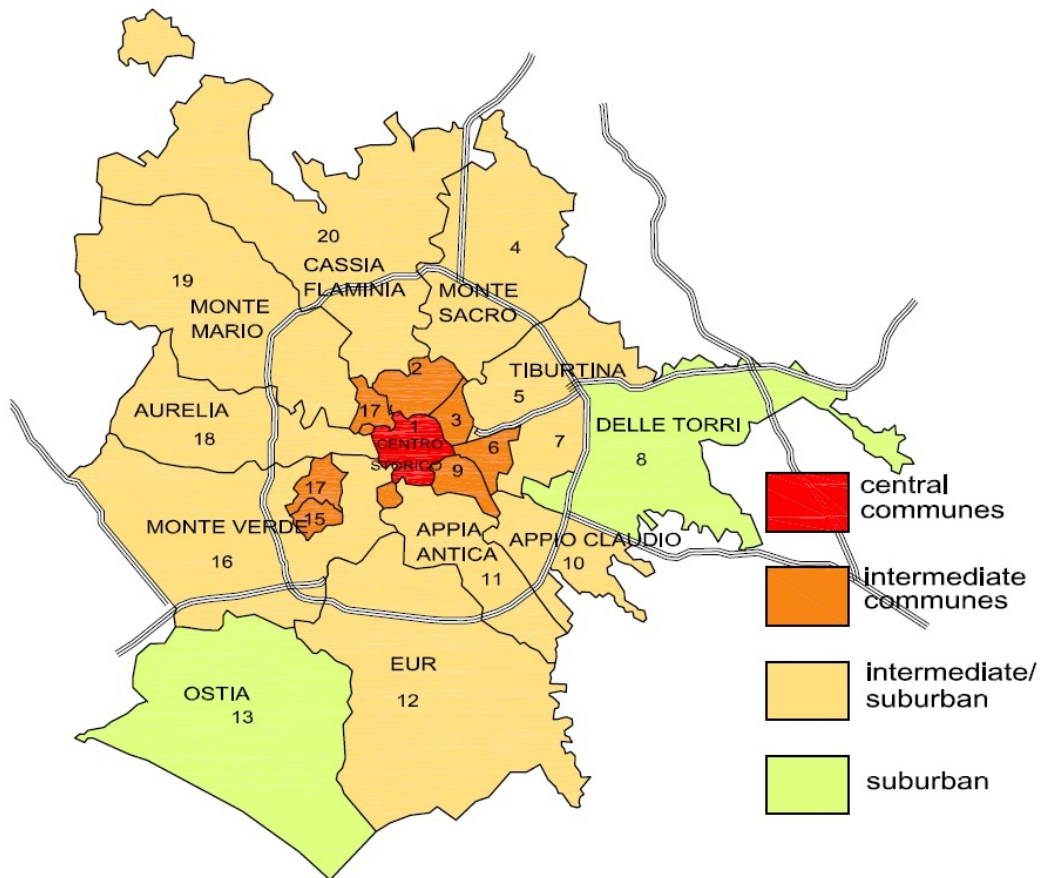 20
CASSIA
FLAMINIA
4
MONTE
SACRO
19
MONTE
MARIO
2
TIBURTINA
5
17
1
3
AURELIA
18
CENTRO
STORICO
6
7
9
DELLE TORRI
8
17
15
MONTE VERDE
16
APPIA
ANTICA
11
APPIO CLAUDIO
10
EUR
12
OSTIA
13
central
communes
intermediate
communes
intermediate/
suburban
suburban